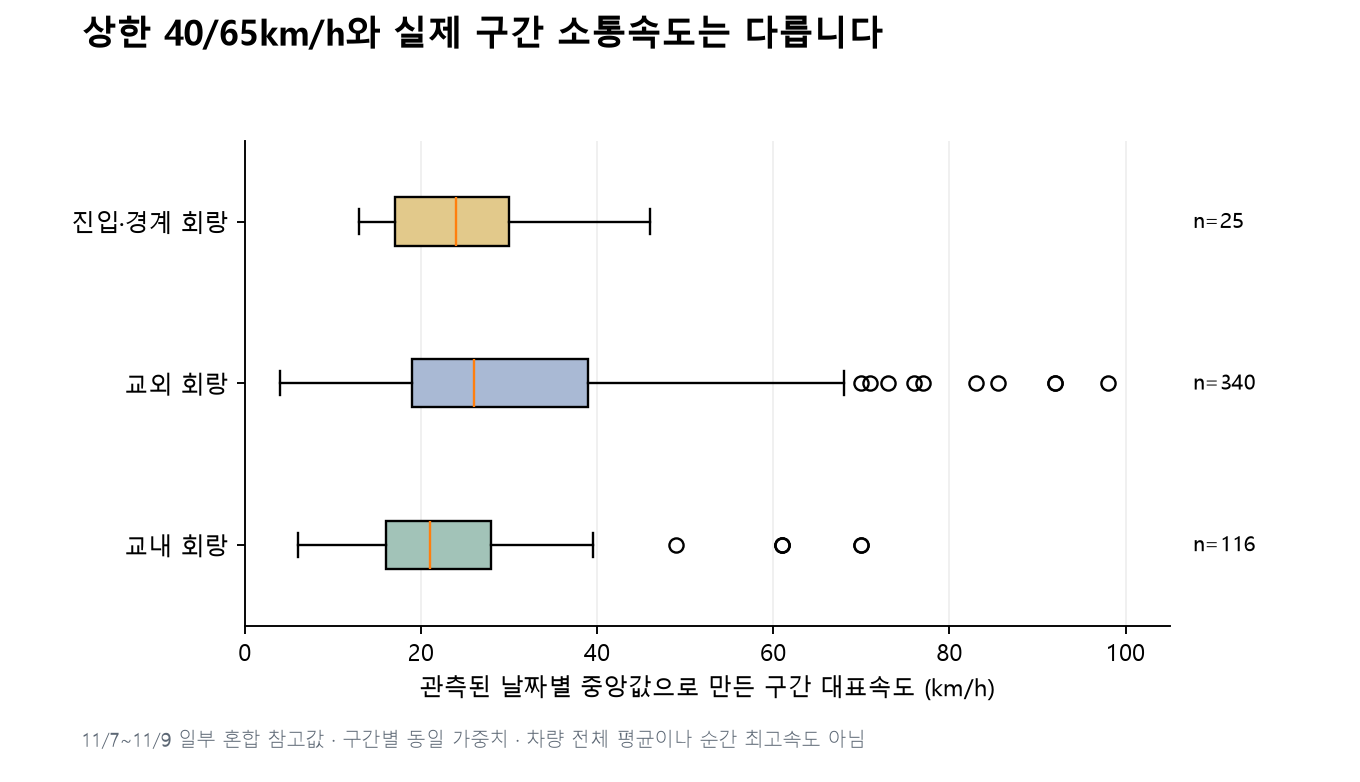 상한 40/65km/h와 실제 구간 소통속도는 다릅니다
진입·경계 회랑
n=25
교외 회랑
n=340
교내 회랑
n=116
0 20 40 60 80 100
관측된 날짜별 중앙값으로 만든 구간 대표속도 (km/h)
11/7~11/9 일부 혼합 참고값 · 구간별 동일 가중치 · 차량 전체 평균이나 순간 최고속도 아님